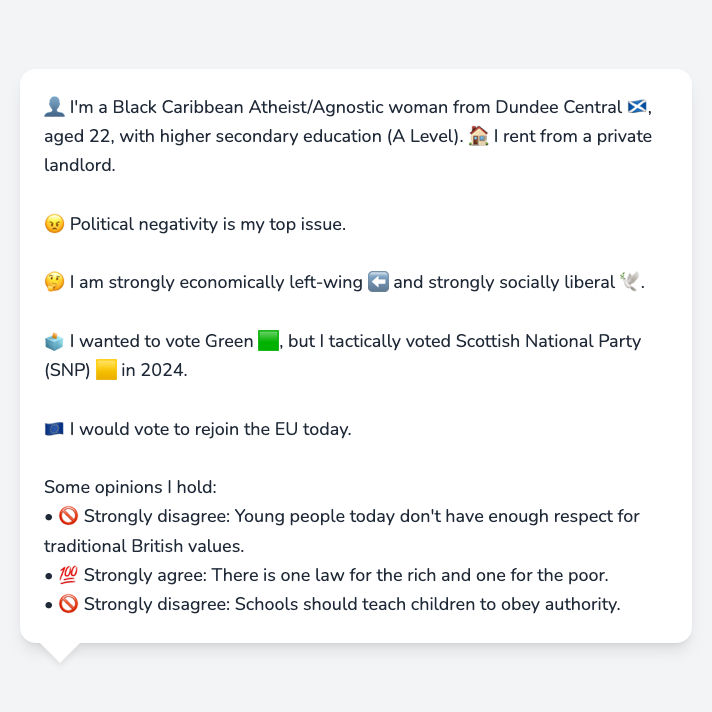 👤 I'm a Black Caribbean Atheist/Agnostic woman from Dundee Central 🏴󠁧󠁢󠁳󠁣󠁴󠁿,
aged 22, with higher secondary education (A Level). 🏠 I rent from a private
landlord.
😠 Political negativity is my top issue.
🤔 I am strongly economically left-wing ⬅️ and strongly socially liberal 🕊️.
🗳️ I wanted to vote Green 🟩, but I tactically voted Scottish National Party
(SNP) 🟨 in 2024.
🇪🇺 I would vote to rejoin the EU today.
Some opinions I hold:
• 🚫 Strongly disagree: Young people today don't have enough respect for
traditional British values.
• 💯 Strongly agree: There is one law for the rich and one for the poor.
• 🚫 Strongly disagree: Schools should teach children to obey authority.